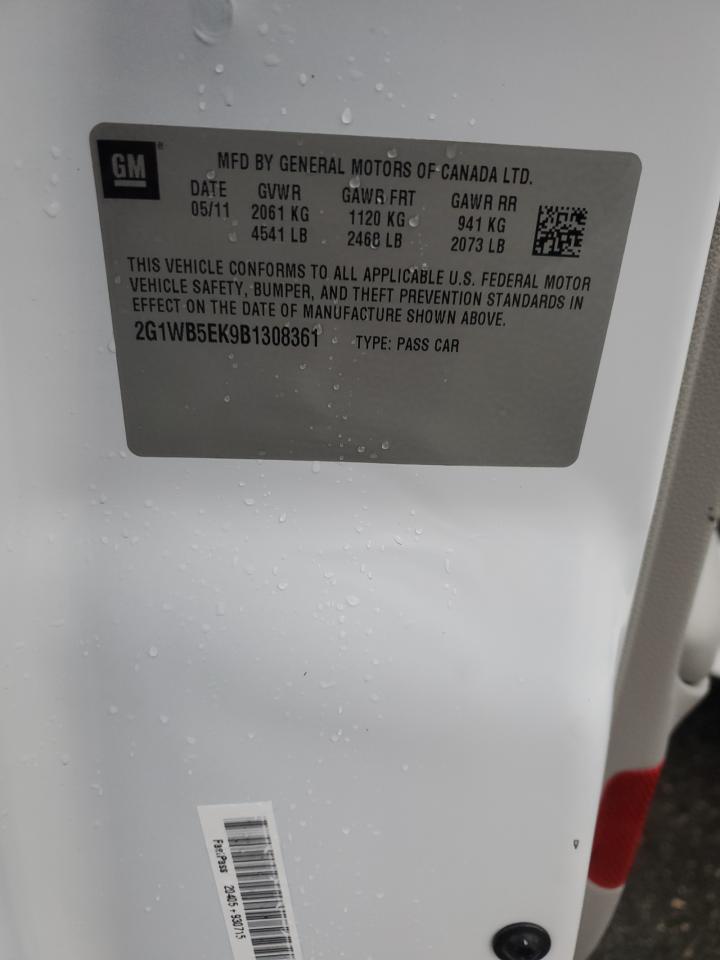 GM
MFD BY GENERAL MOTORS OF CANADA LTD.
DATE GVWR GAWR FRT GAWR RR
05/11 2061 KG 1120 KG 941 KG
4541 LB 2468 LB 2073 LB
THIS VEHICLE CONFORMS TO ALL APPLICABLE U.S. FEDERAL MOTOR
VEHICLE SAFETY, BUMPER, AND THEFT PREVENTION STANDARDS IN
EFFECT ON THE DATE OF MANUFACTURE SHOWN ABOVE.
2G1WB5EK9B1308361 TYPE: PASS CAR